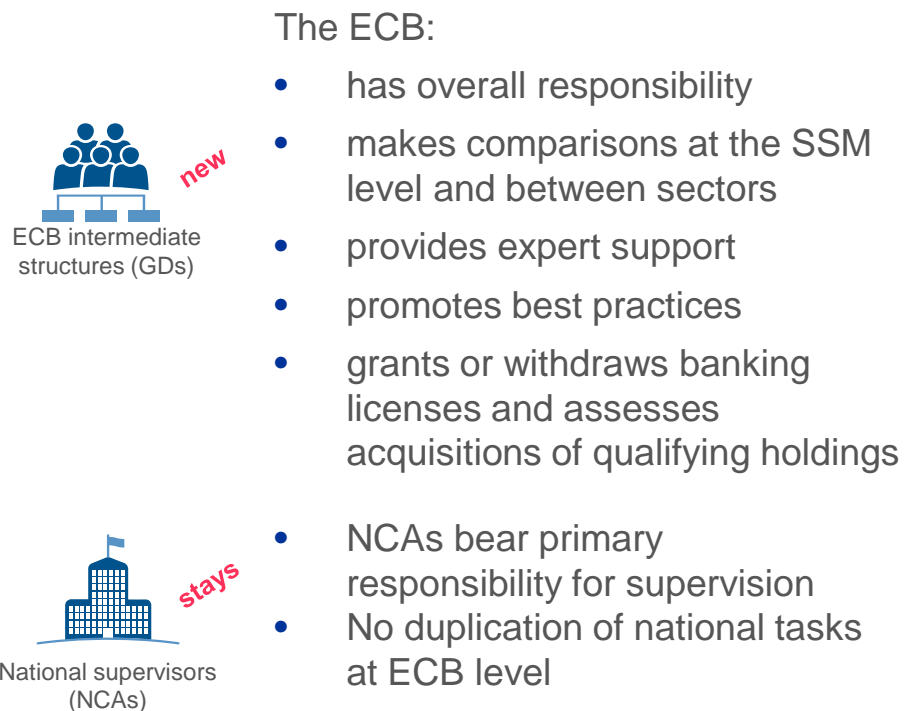 The ECB:
• has overall responsibility
• makes comparisons at the SSM
level and between sectors
• provides expert support
• promotes best practices
• grants or withdraws banking
licenses and assesses
acquisitions of qualifying holdings
new
ECB intermediate
structures (GDs)
• NCAs bear primary
responsibility for supervision
• No duplication of national tasks
at ECB level
stays
National supervisors
(NCAs)